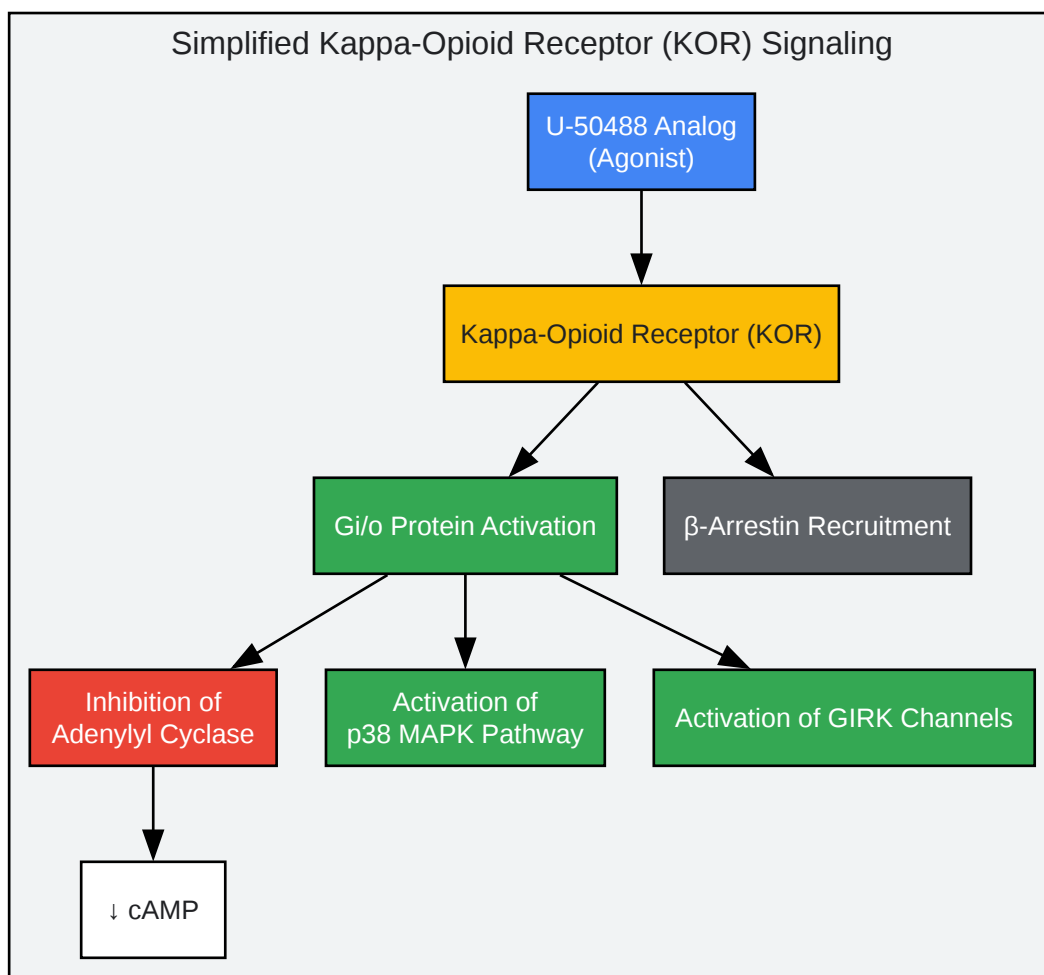 Simplified Kappa-Opioid Receptor (KOR) Signaling
U-50488 Analog
(Agonist)
Kappa-Opioid Receptor (KOR)
Gi/o Protein Activation
β-Arrestin Recruitment
Inhibition of
Adenylyl Cyclase
Activation of
p38 MAPK Pathway
Activation of GIRK Channels
↓ cAMP